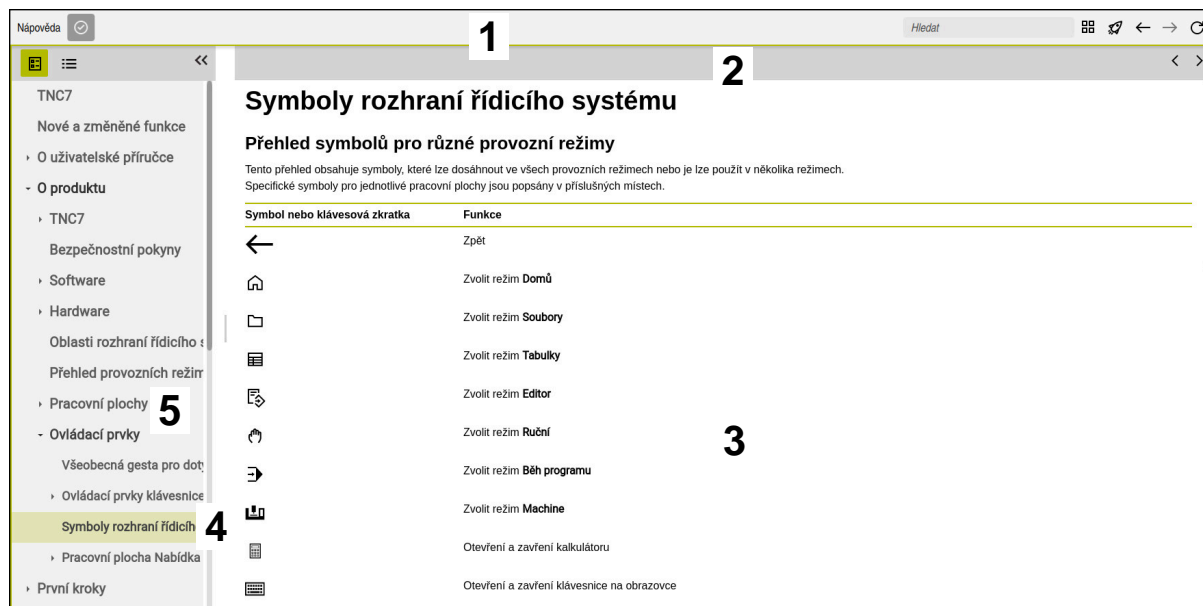 Nápověda
Hledat
1
2
TNC7
Nové a změněné funkce
O uživatelské příručce
O produktu
TNC7
Bezpečnostní pokyny
Software
Hardware
Oblasti rozhraní řídicího s
Přehled provozních režim
Pracovní plochy
5
Ovládací prvky
Všeobecná gesta pro doty
Ovládací prvky klávesnice
Symboly rozhraní řídicíh
4
Pracovní plocha Nabídka
První kroky
Symboly rozhraní řídicího systému
Přehled symbolů pro různé provozní režimy
Tento přehled obsahuje symboly, které lze dosáhnout ve všech provozních režimech nebo je lze použít v několika režimech.
Specifické symboly pro jednotlivé pracovní plochy jsou popsány v příslušných místech.
Symbol nebo klávesová zkratka Funkce
Zpět
Zvolit režim Domů
Zvolit režim Soubory
Zvolit režim Tabulky
Zvolit režim Editor
Zvolit režim Ruční
3
Zvolit režim Běh programu
Zvolit režim Machine
Otevření a zavření kalkulátoru
Otevření a zavření klávesnice na obrazovce